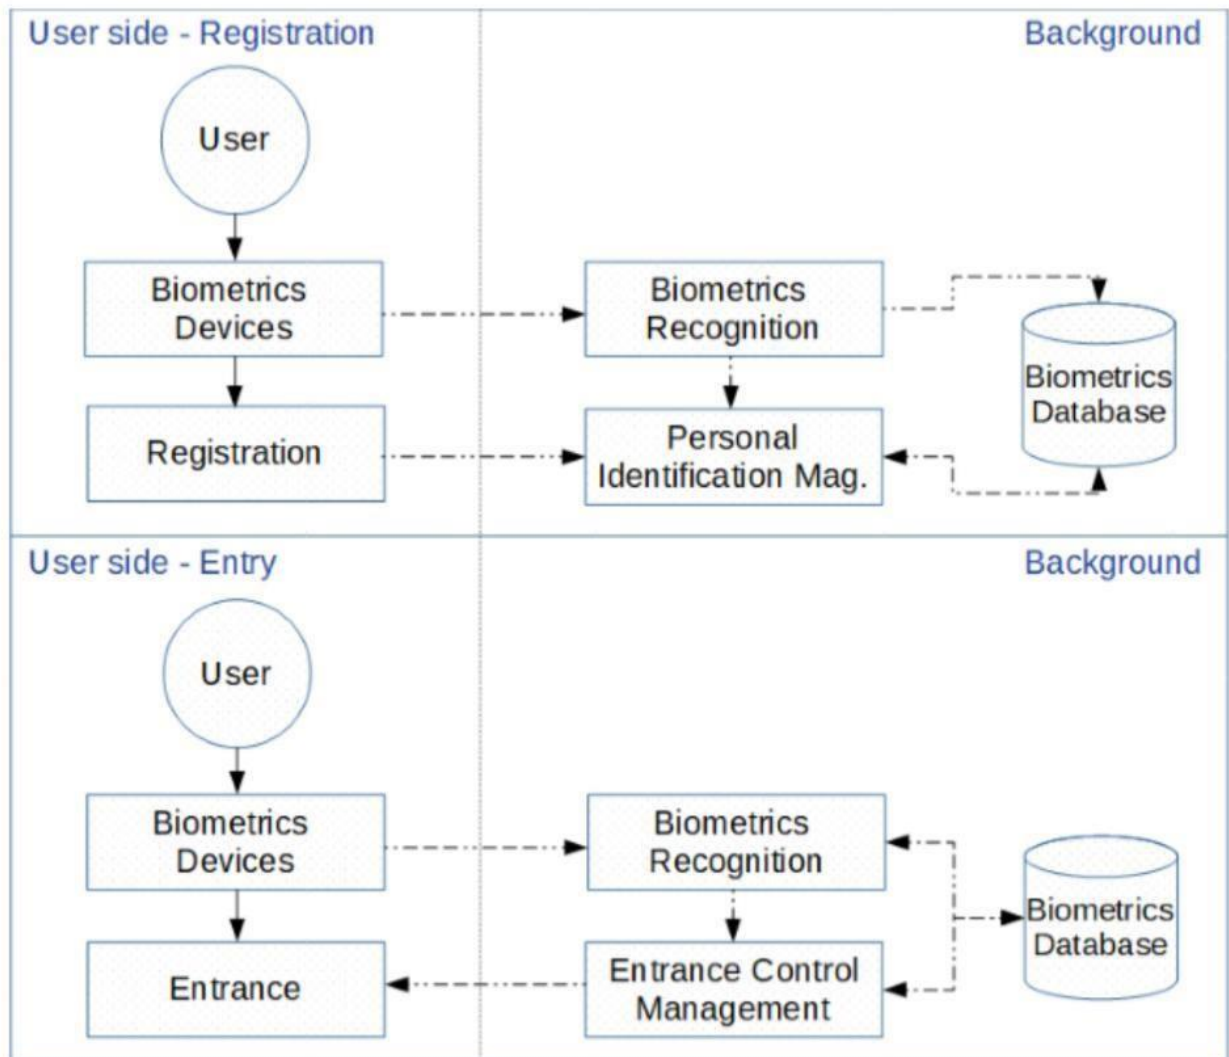 User side - Registration
Background
User
Biometrics
Devices
Biometrics
Recognition
Biometrics
Database
Registration
Personal
Identification Mag.
User side - Entry
Background
User
Biometrics
Devices
Biometrics
Recognition
Biometrics
Database
Entrance
Entrance Control
Management